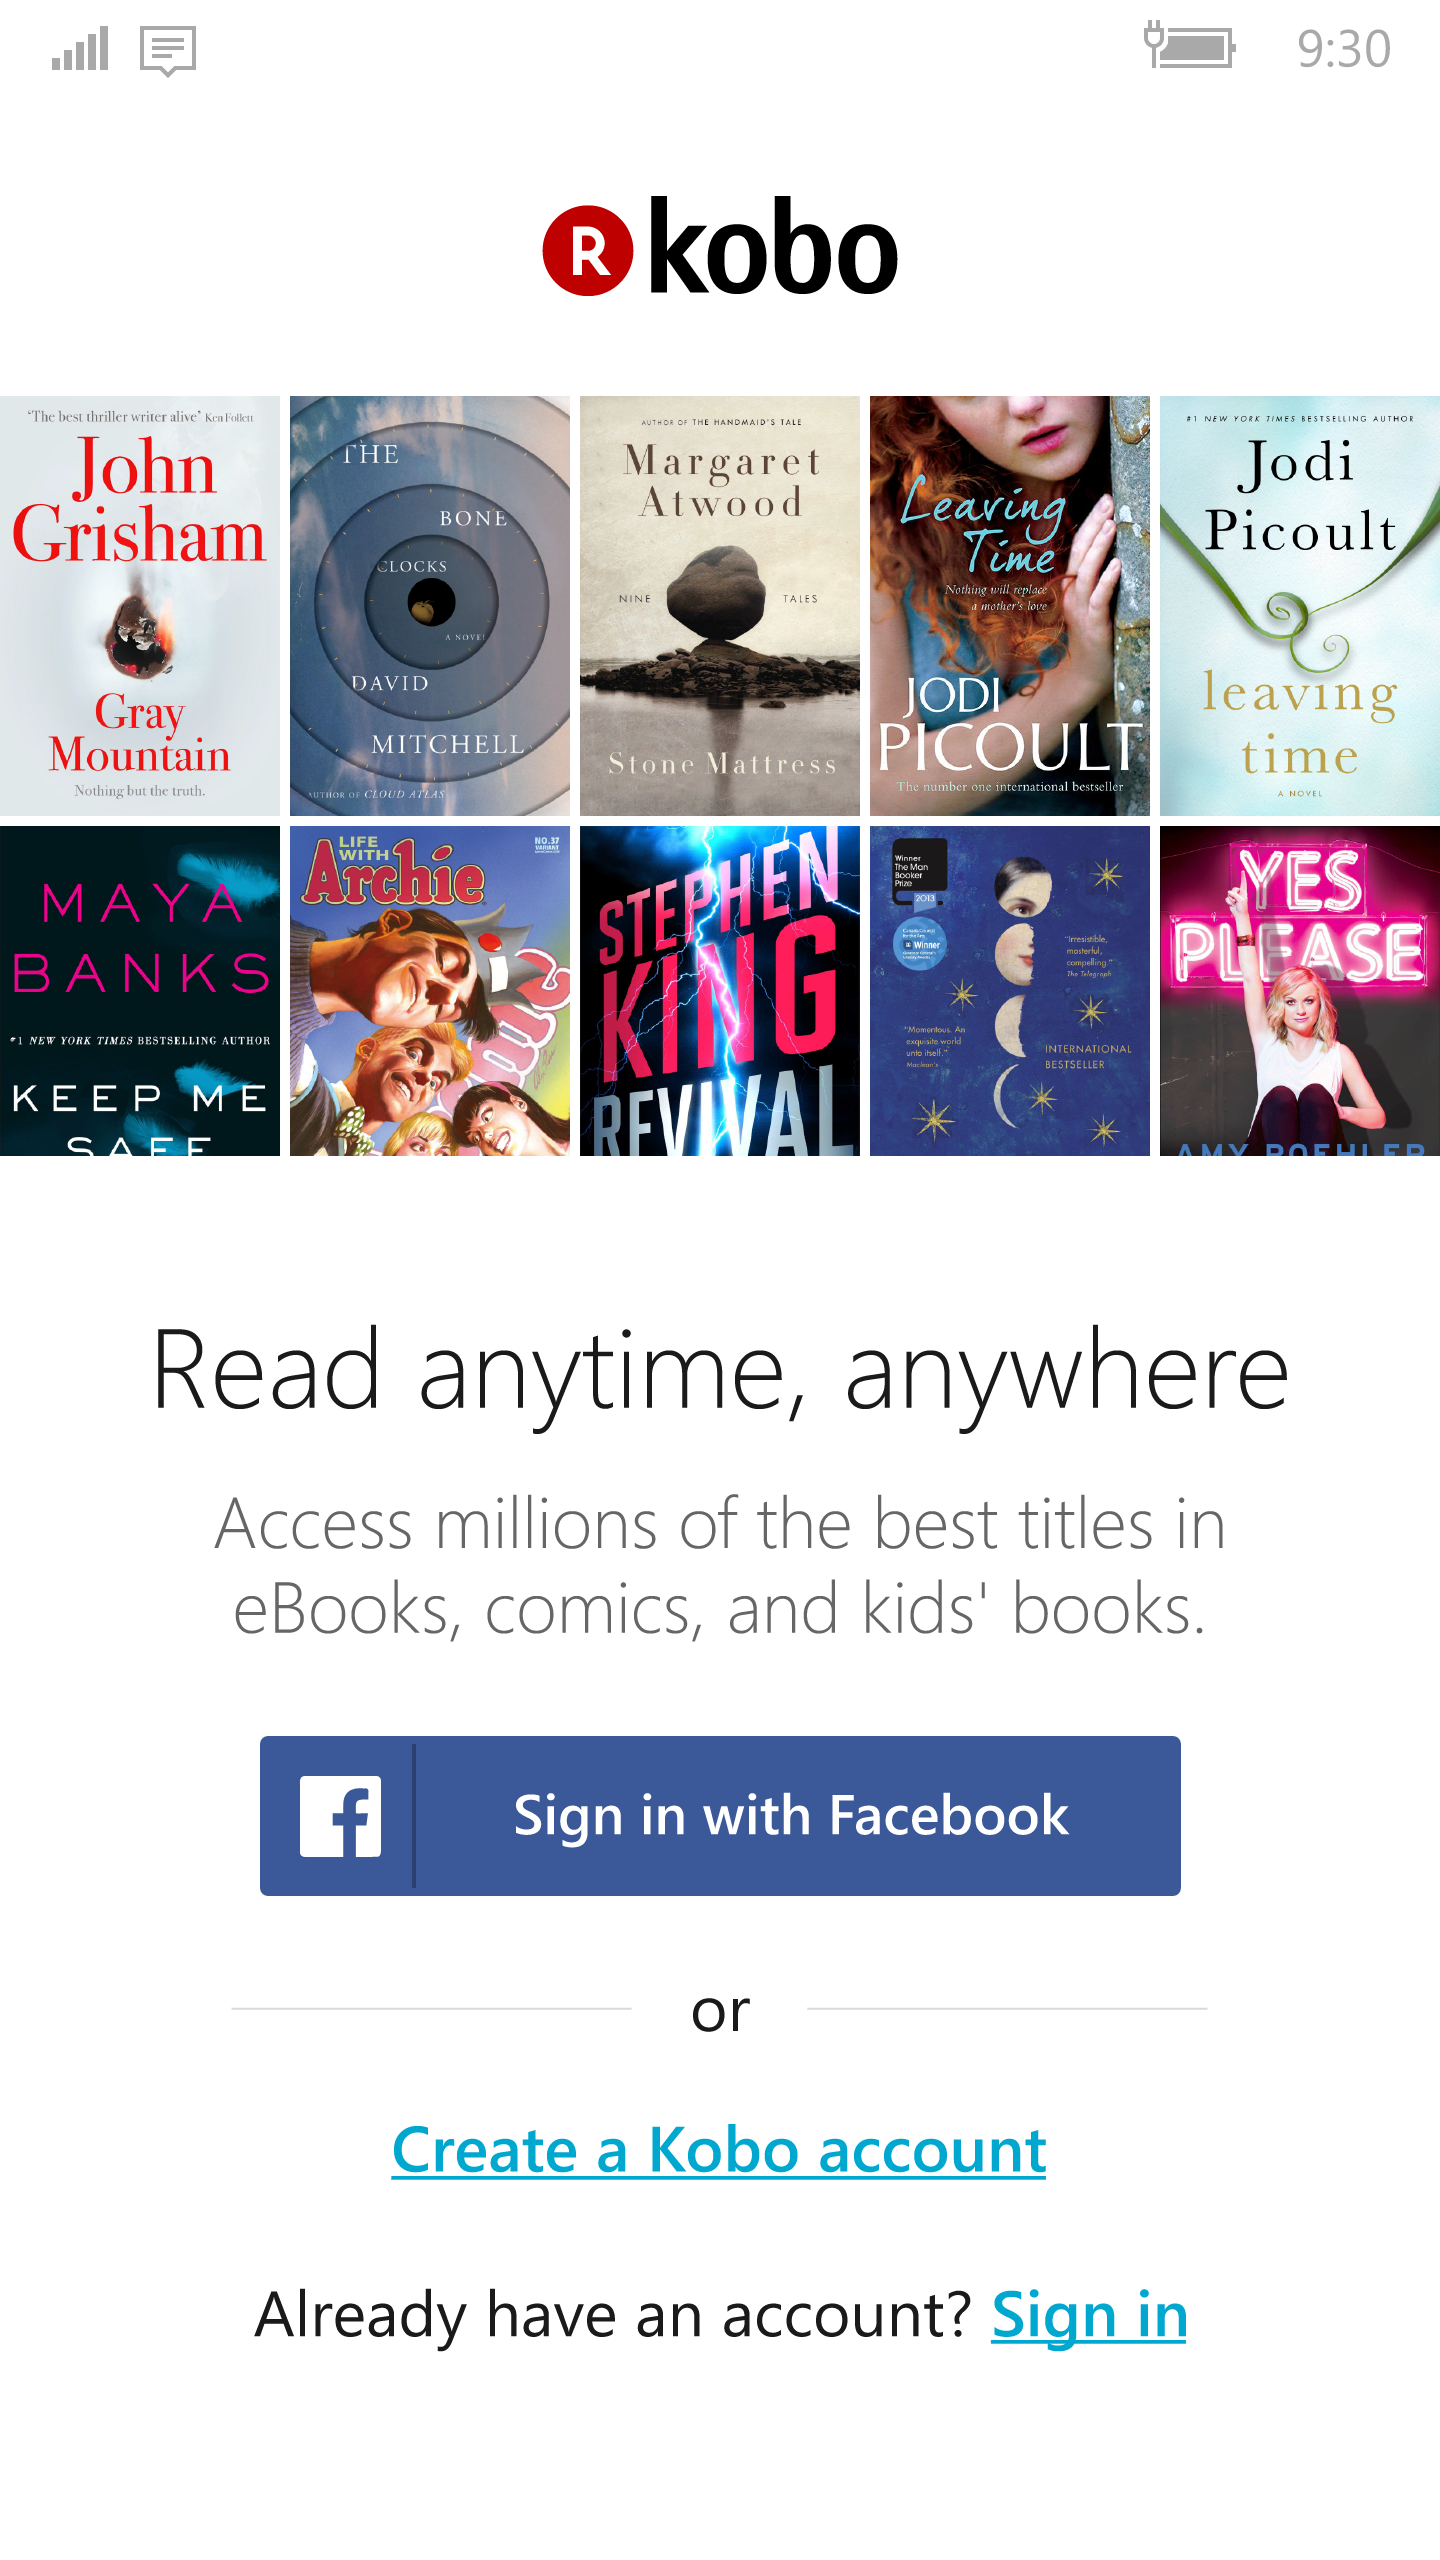 9:30
R kobo
'The best thriller writer alive' Ken Follett
John
Grisham
Gray
Mountain
Nothing but the truth.
THE
BONE
CLOCKS
A NOVEL
DAVID
MITCHELL
AUTHOR OF CLOUD ATLAS
AUTHOR OF THE HANDMAID'S TALE
Margaret
Atwood
NINE TALES
Stone Mattress
Leaving
Time
Nothing will replace
a mother's love
JODI
PICOULT
The number one international bestseller
#1 NEW YORK TIMES BESTSELLING AUTHOR
Jodi
Picoult
leaving
time
A NOVEL
MAYA
BANKS
#1 NEW YORK TIMES BESTSELLING AUTHOR
KEEP ME
SAFE
LIFE
WITH
Archie
NO.37
VARIANT
STEPHEN
KING
REVIVAL
Winner
The Man
Booker
Prize
2013
Winner
"Irresistible,
masterful,
compelling."
The Telegraph
"Momentous. An
exquisite world
unto itself."
Maclean's
INTERNATIONAL
BESTSELLER
YES
PLEASE
AMY POEHLER
Read anytime, anywhere
Access millions of the best titles in
eBooks, comics, and kids' books.
f Sign in with Facebook
or
Create a Kobo account
Already have an account? Sign in